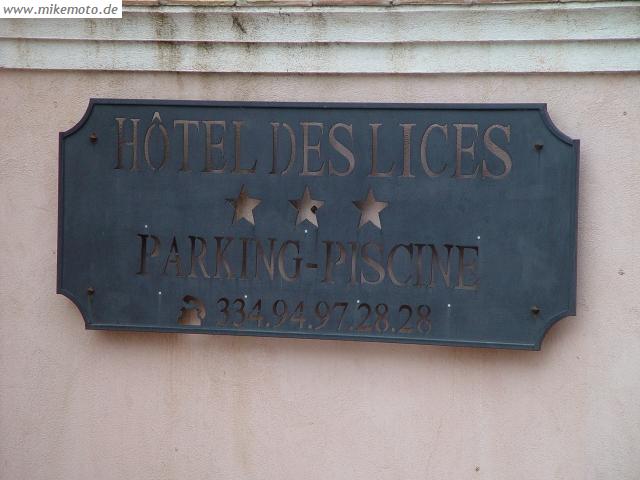 www.mikemoto.de
HÔTEL DES LICES
PARKING-PISCINE
334.94.97.28.28